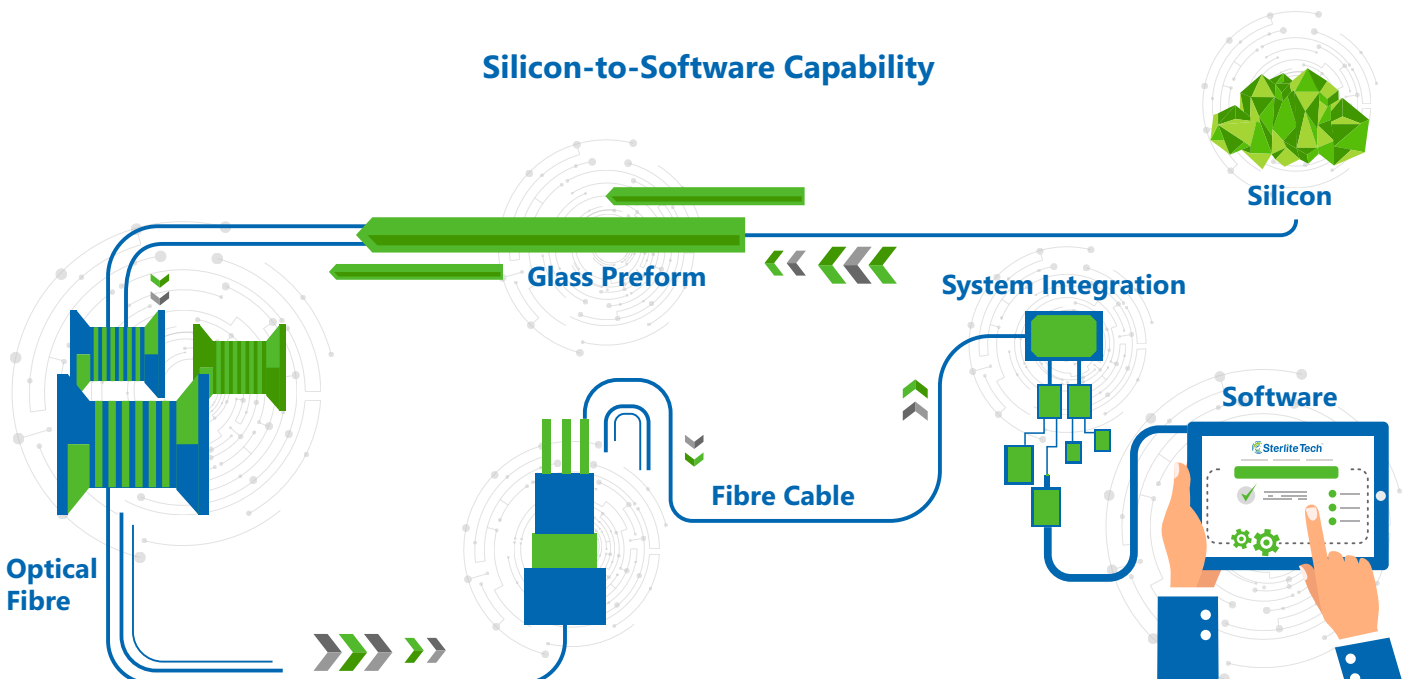 Silicon-to-Software Capability
Silicon
Glass Preform
System Integration
Software
SterliteTech
Fibre Cable
Optical
Fibre